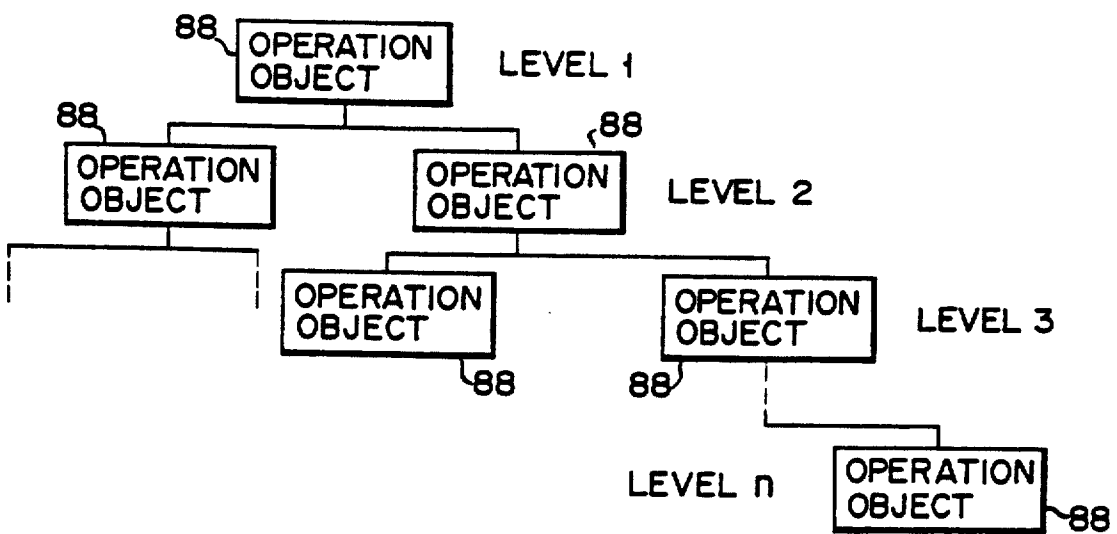 88
OPERATION
OBJECT
LEVEL 1
88
OPERATION
OBJECT
88
OPERATION
OBJECT
LEVEL 2
OPERATION
OBJECT
88
OPERATION
OBJECT
88
LEVEL 3
LEVEL n
OPERATION
OBJECT
88